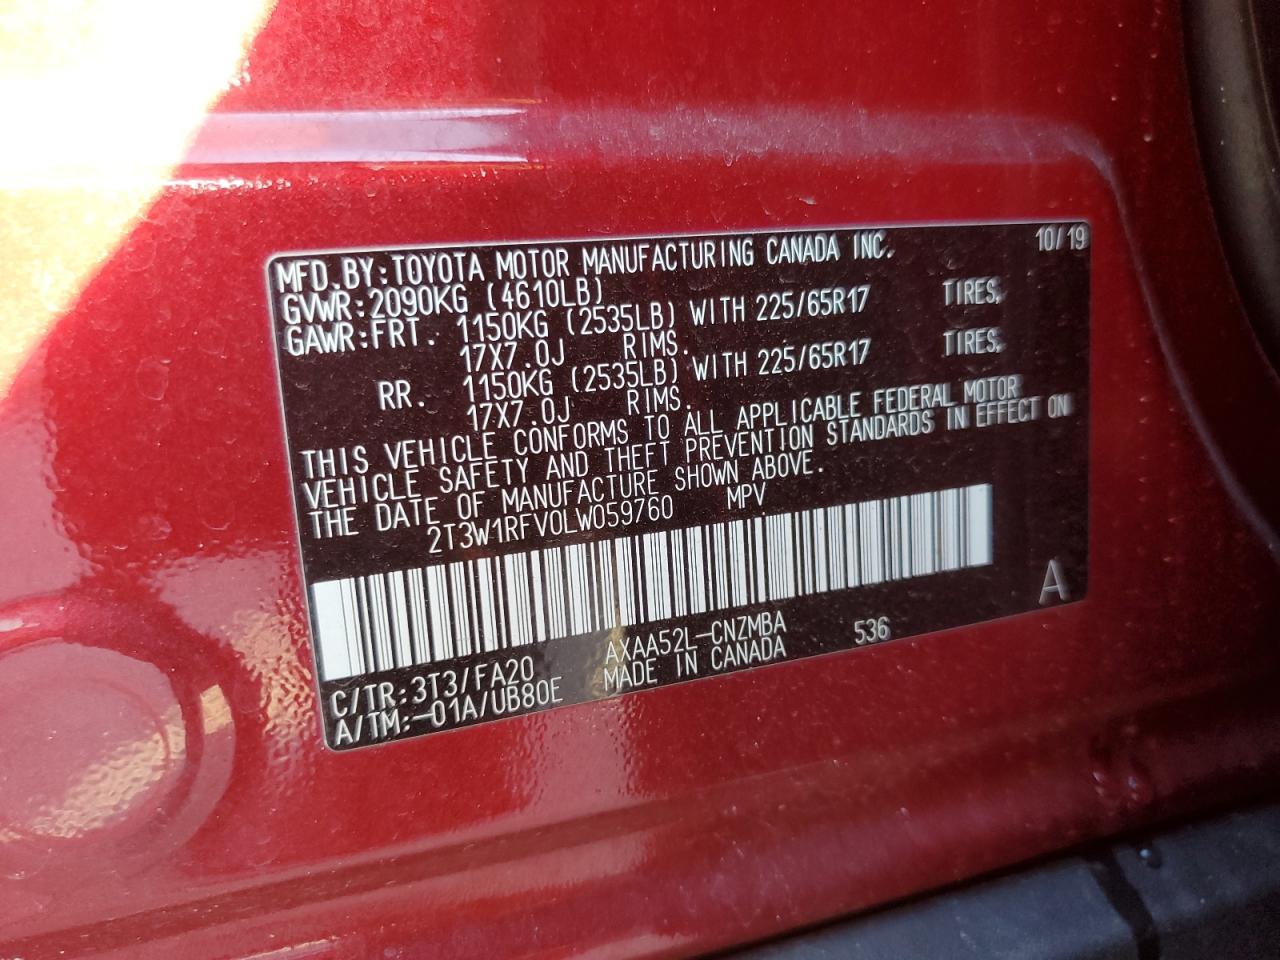 MFD.BY:TOYOTA MOTOR MANUFACTURING CANADA INC. 10/19
GVWR:2090KG (4610LB)
GAWR:FRT. 1150KG (2535LB) WITH 225/65R17 TIRES,
17X7.0J RIMS.
RR. 1150KG (2535LB) WITH 225/65R17 TIRES,
17X7.0J RIMS.
THIS VEHICLE CONFORMS TO ALL APPLICABLE FEDERAL MOTOR
VEHICLE SAFETY AND THEFT PREVENTION STANDARDS IN EFFECT ON
THE DATE OF MANUFACTURE SHOWN ABOVE.
2T3W1RFV0LW059760 MPV
A
C/TR:3T3/FA20 AXAA52L-CNZMBA 536
A/TM:-01A/UB80E MADE IN CANADA